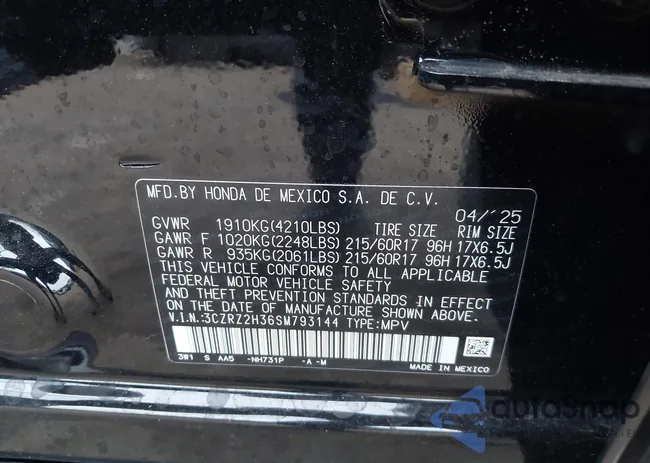 MFD.BY HONDA DE MEXICO S.A. DE C.V.
04/'25
GVWR 1910KG(4210LBS) TIRE SIZE RIM SIZE
GAWR F 1020KG(2248LBS) 215/60R17 96H 17X6.5J
GAWR R 935KG(2061LBS) 215/60R17 96H 17X6.5J
THIS VEHICLE CONFORMS TO ALL APPLICABLE
FEDERAL MOTOR VEHICLE SAFETY
AND THEFT PREVENTION STANDARDS IN EFFECT
ON THE DATE OF MANUFACTURE SHOWN ABOVE.
V.I.N.:3CZRZ2H36SM793144 TYPE:MPV
3W1 S AA5 -NH731P -A -M MADE IN MEXICO
autoSnap